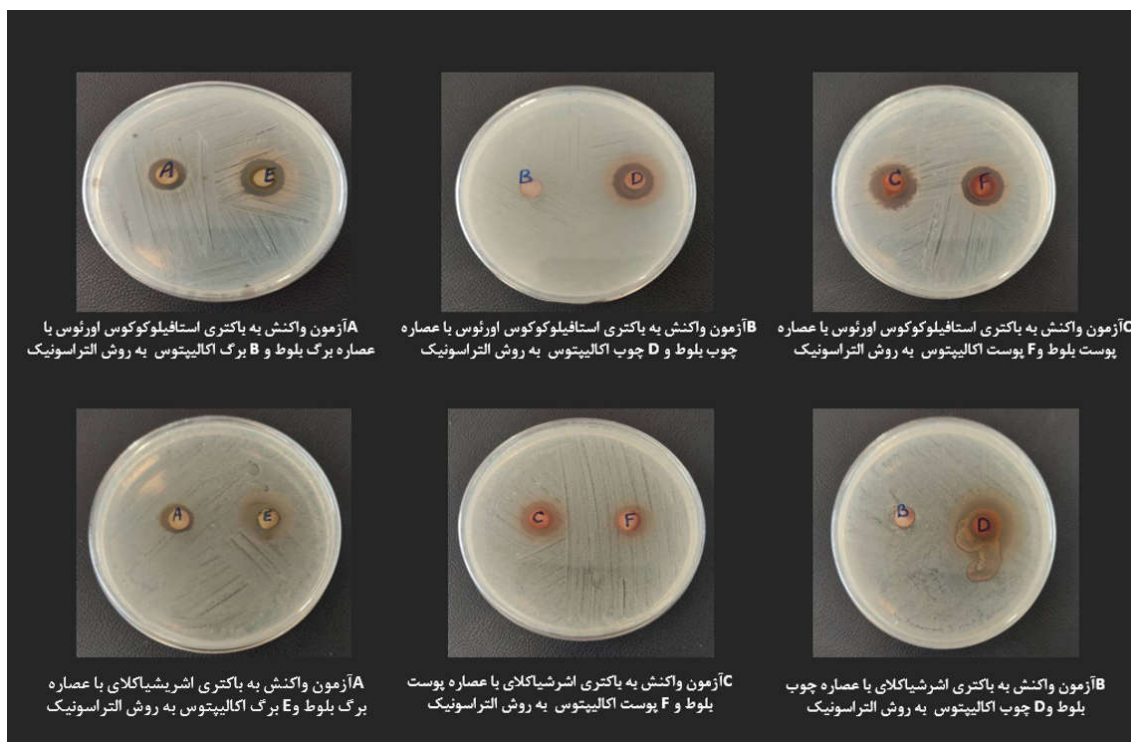 A E
B D
C F
Aآزمون واکنش به باکتری استافیلوکوکوس اورئوس با
عصاره برگ بلوط و B برگ اکالیپتوس به روش التراسونیک
Bآزمون واکنش به باکتری استافیلوکوکوس اورئوس با عصاره
چوب بلوط و D چوب اکالیپتوس به روش التراسونیک
Cآزمون واکنش به باکتری استافیلوکوکوس اورئوس با عصاره
پوست بلوط وF پوست اکالیپتوس به روش التراسونیک
A E
C F
B D
Aآزمون واکنش به باکتری اشریشیاکلای با عصاره
برگ بلوط وE برگ اکالیپتوس به روش التراسونیک
Cآزمون واکنش به باکتری اشرشیاکلای با عصاره پوست
بلوط و F پوست اکالیپتوس به روش التراسونیک
Bآزمون واکنش به باکتری اشرشیاکلای با عصاره چوب
بلوط وD چوب اکالیپتوس به روش التراسونیک